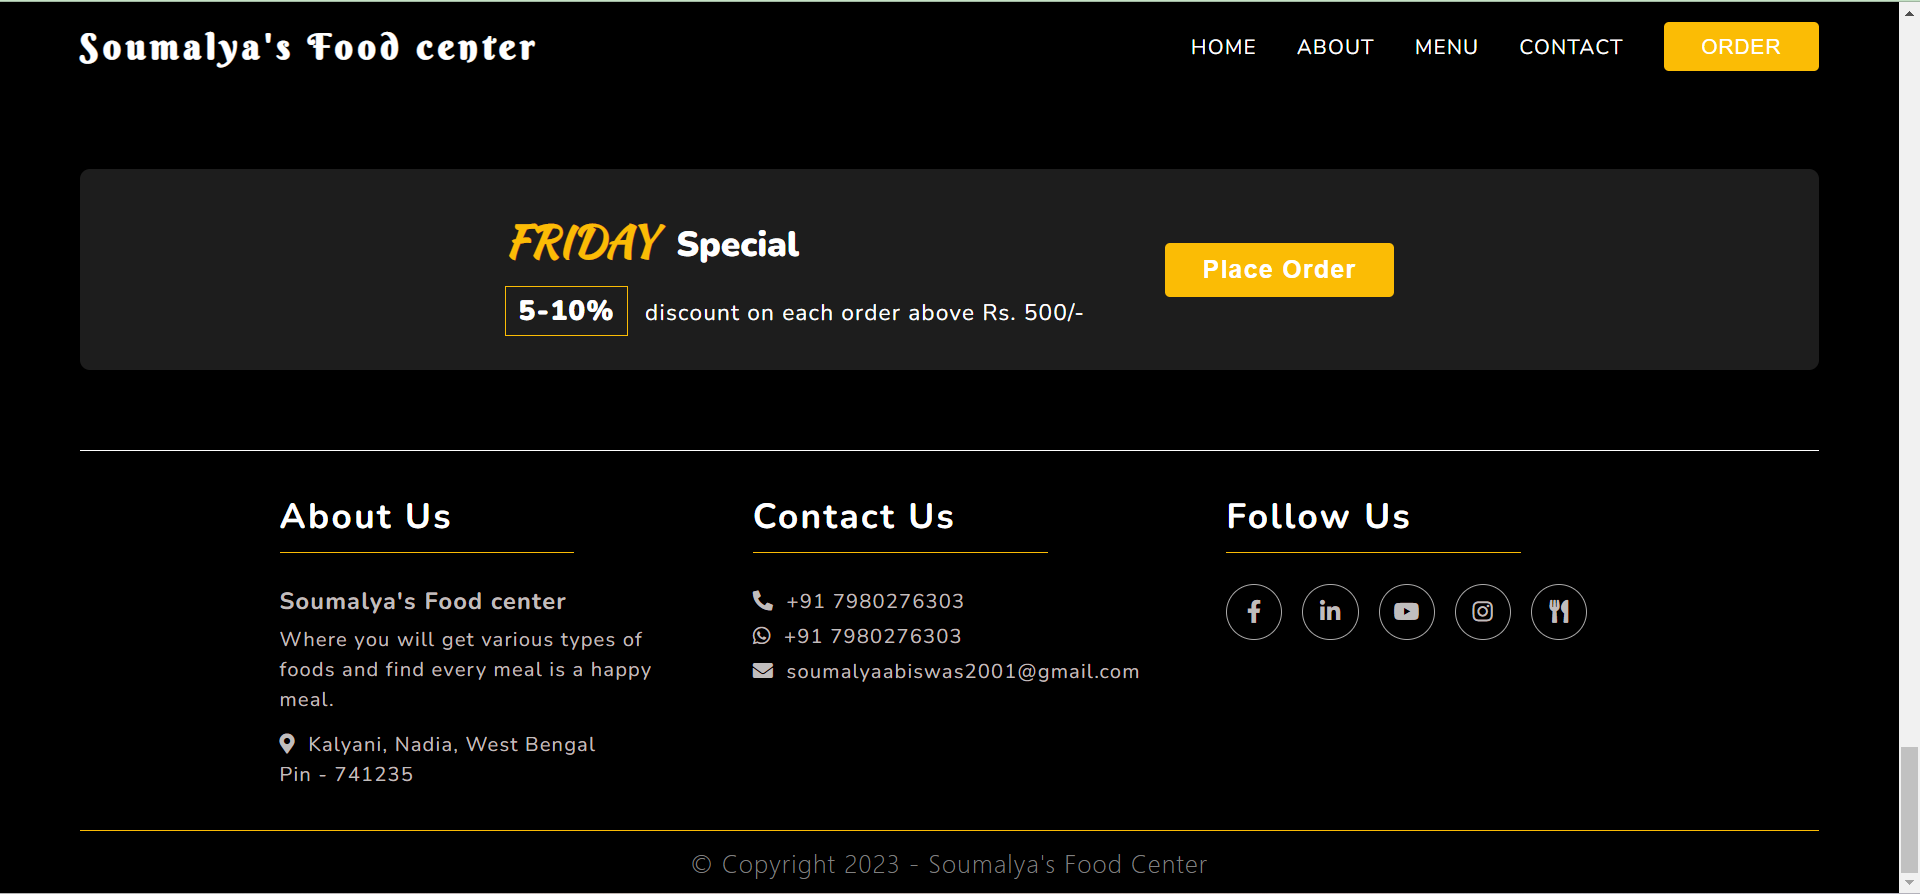 Soumalya's Food center
HOME ABOUT MENU CONTACT ORDER
FRIDAY Special
5-10% discount on each order above Rs. 500/-
Place Order
About Us
Soumalya's Food center
Where you will get various types of
foods and find every meal is a happy
meal.
Kalyani, Nadia, West Bengal
Pin - 741235
Contact Us
+91 7980276303
+91 7980276303
soumalyaabiswas2001@gmail.com
Follow Us
© Copyright 2023 - Soumalya's Food Center